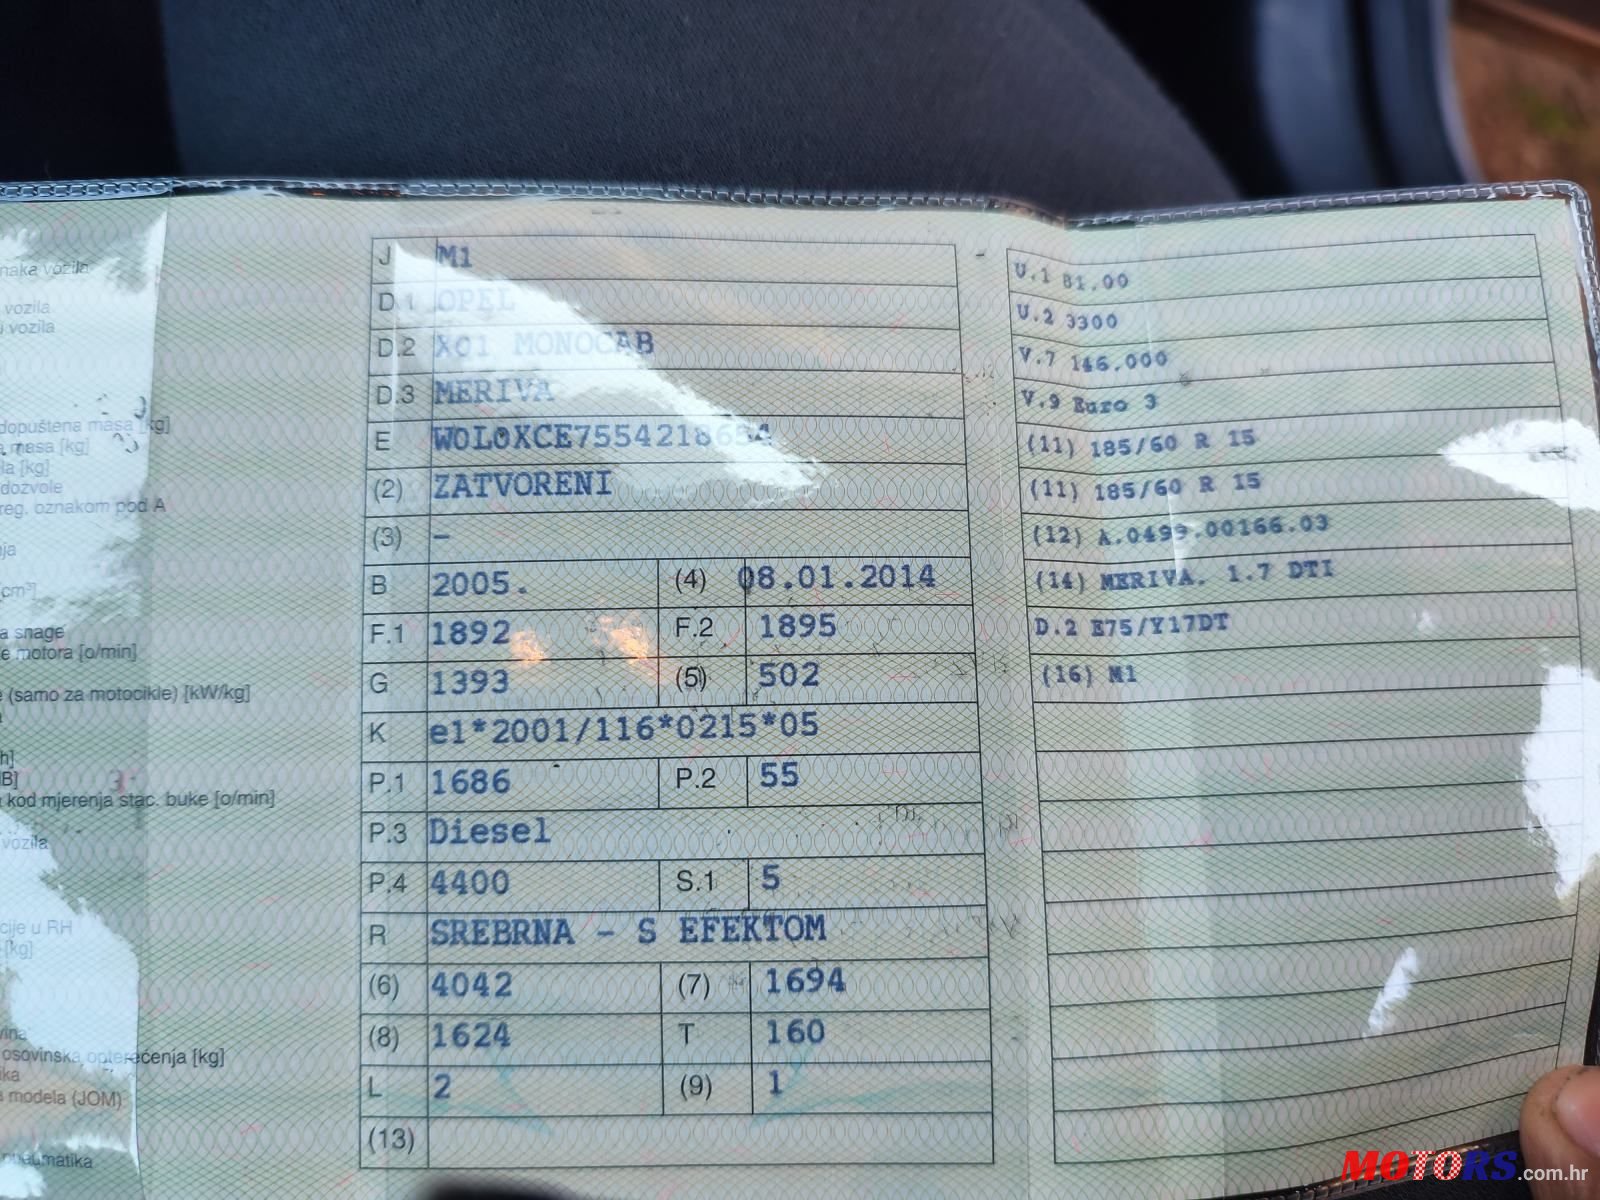 naka vozila
vozila
i vozila
dopuštena masa [kg]
masa [kg]
la [kg]
dozvole
reg. oznakom pod A
nja
cm³]
a snage
e motora [o/min]
e (samo za motocikle) [kW/kg]
h]
kod mjerenja stac. buke [o/min]
vozila
cije u RH
[kg]
vina
osovinska opterećenja [kg]
ika
a modela (JOM)
pneumatika
J M1
D.1 OPEL
D.2 X01 MONOCAB
D.3 MERIVA
E W0L0XCE7554218654
(2) ZATVORENI
(3) –
B 2005. (4) 08.01.2014
F.1 1892 F.2 1895
G 1393 (5) 502
K e1*2001/116*0215*05
P.1 1686 P.2 55
P.3 Diesel
P.4 4400 S.1 5
R SREBRNA – S EFEKTOM
(6) 4042 (7) 1694
(8) 1624 T 160
L 2 (9) 1
(13)
U.1 81.00
U.2 3300
V.7 146.000
V.9 Euro 3
(11) 185/60 R 15
(11) 185/60 R 15
(12) A.0499.00166.03
(14) MERIVA. 1.7 DTI
D.2 E75/Y17DT
(16) M1
MOTORS.com.hr